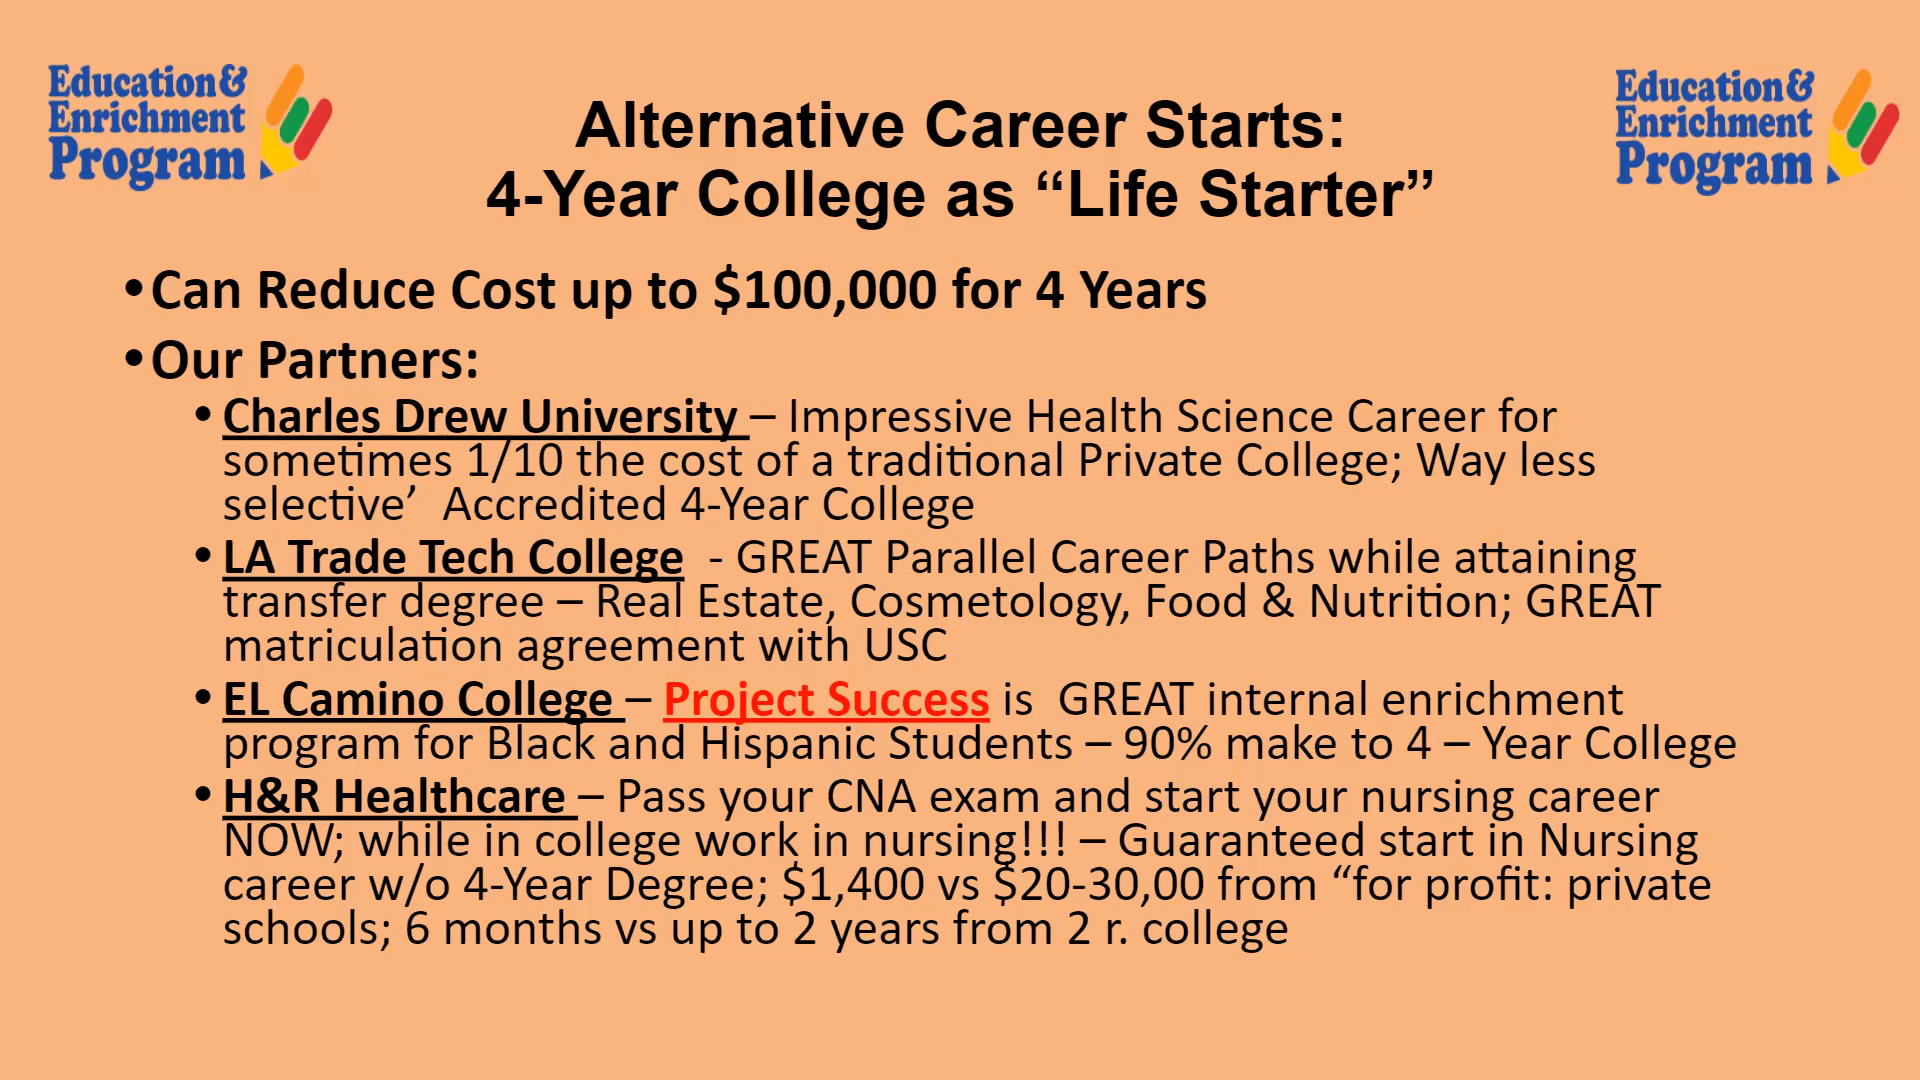 Education&
Enrichment
Program
Education&
Enrichment
Program
Alternative Career Starts:
4-Year College as “Life Starter”
•Can Reduce Cost up to $100,000 for 4 Years
•Our Partners:
•Charles Drew University – Impressive Health Science Career for
sometimes 1/10 the cost of a traditional Private College; Way less
selective’  Accredited 4-Year College
•LA Trade Tech College  - GREAT Parallel Career Paths while attaining
transfer degree – Real Estate, Cosmetology, Food & Nutrition; GREAT
matriculation agreement with USC
•EL Camino College – Project Success is  GREAT internal enrichment
program for Black and Hispanic Students – 90% make to 4 – Year College
•H&R Healthcare – Pass your CNA exam and start your nursing career
NOW; while in college work in nursing!!! – Guaranteed start in Nursing
career w/o 4-Year Degree; $1,400 vs $20-30,00 from “for profit: private
schools; 6 months vs up to 2 years from 2 r. college